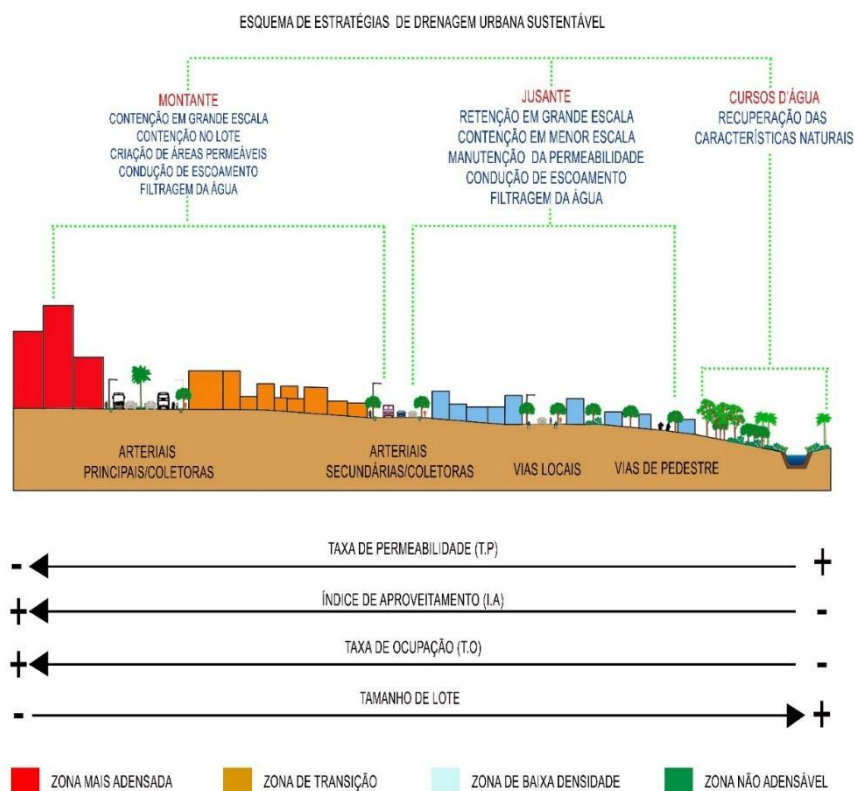 ESQUEMA DE ESTRATÉGIAS DE DRENAGEM URBANA SUSTENTÁVEL
MONTANTE
CONTENÇÃO EM GRANDE ESCALA
CONTENÇÃO NO LOTE
CRIAÇÃO DE ÁREAS PERMEÁVEIS
CONDUÇÃO DE ESCOAMENTO
FILTRAGEM DA ÁGUA
JUSANTE
RETENÇÃO EM GRANDE ESCALA
CONTENÇÃO EM MENOR ESCALA
MANUTENÇÃO DA PERMEABILIDADE
CONDUÇÃO DE ESCOAMENTO
FILTRAGEM DA ÁGUA
CURSOS D'ÁGUA
RECUPERAÇÃO DAS
CARACTERÍSTICAS NATURAIS
ARTERIAIS
PRINCIPAIS/COLETORAS
ARTERIAIS
SECUNDÁRIAS/COLETORAS
VIAS LOCAIS
VIAS DE PEDESTRE
TAXA DE PERMEABILIDADE (T.P)
- +
ÍNDICE DE APROVEITAMENTO (I.A)
+ -
TAXA DE OCUPAÇÃO (T.O)
+ -
TAMANHO DE LOTE
- +
ZONA MAIS ADENSADA
ZONA DE TRANSIÇÃO
ZONA DE BAIXA DENSIDADE
ZONA NÃO ADENSÁVEL